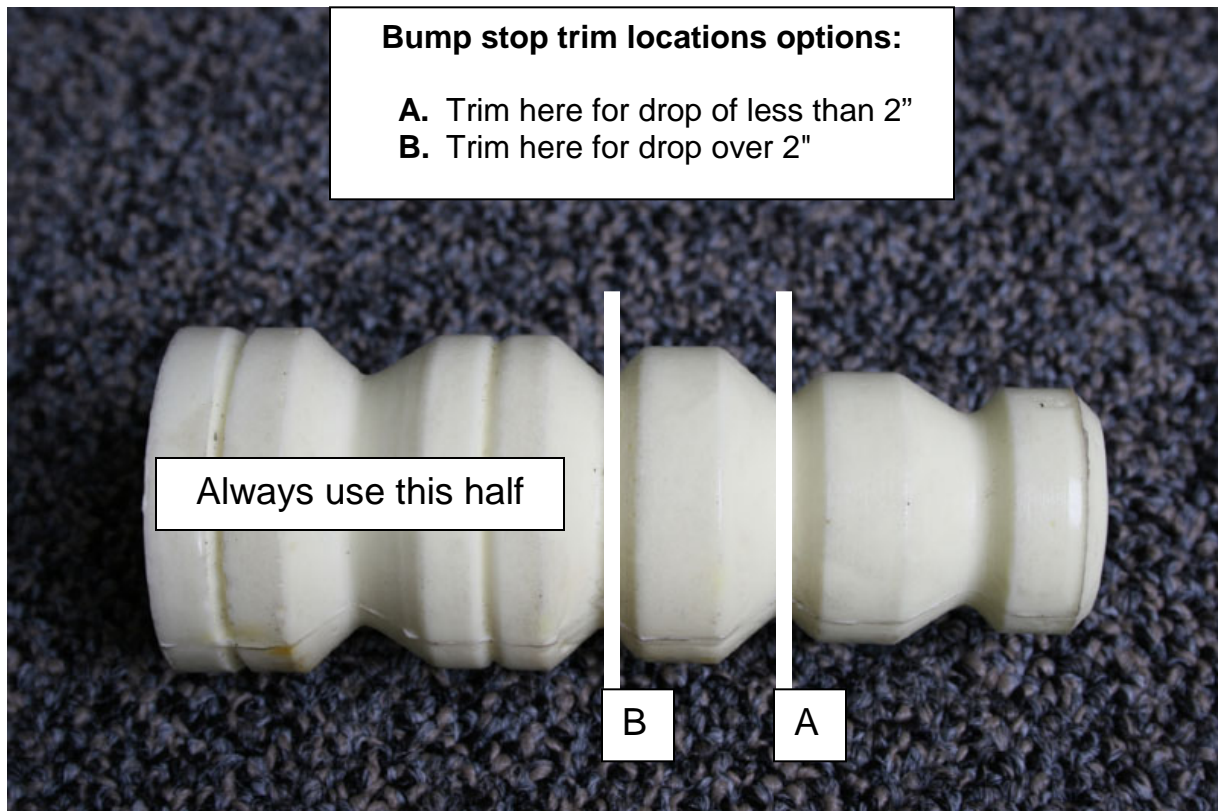 Bump stop trim locations options:
A. Trim here for drop of less than 2”
B. Trim here for drop over 2"
Always use this half
B
A